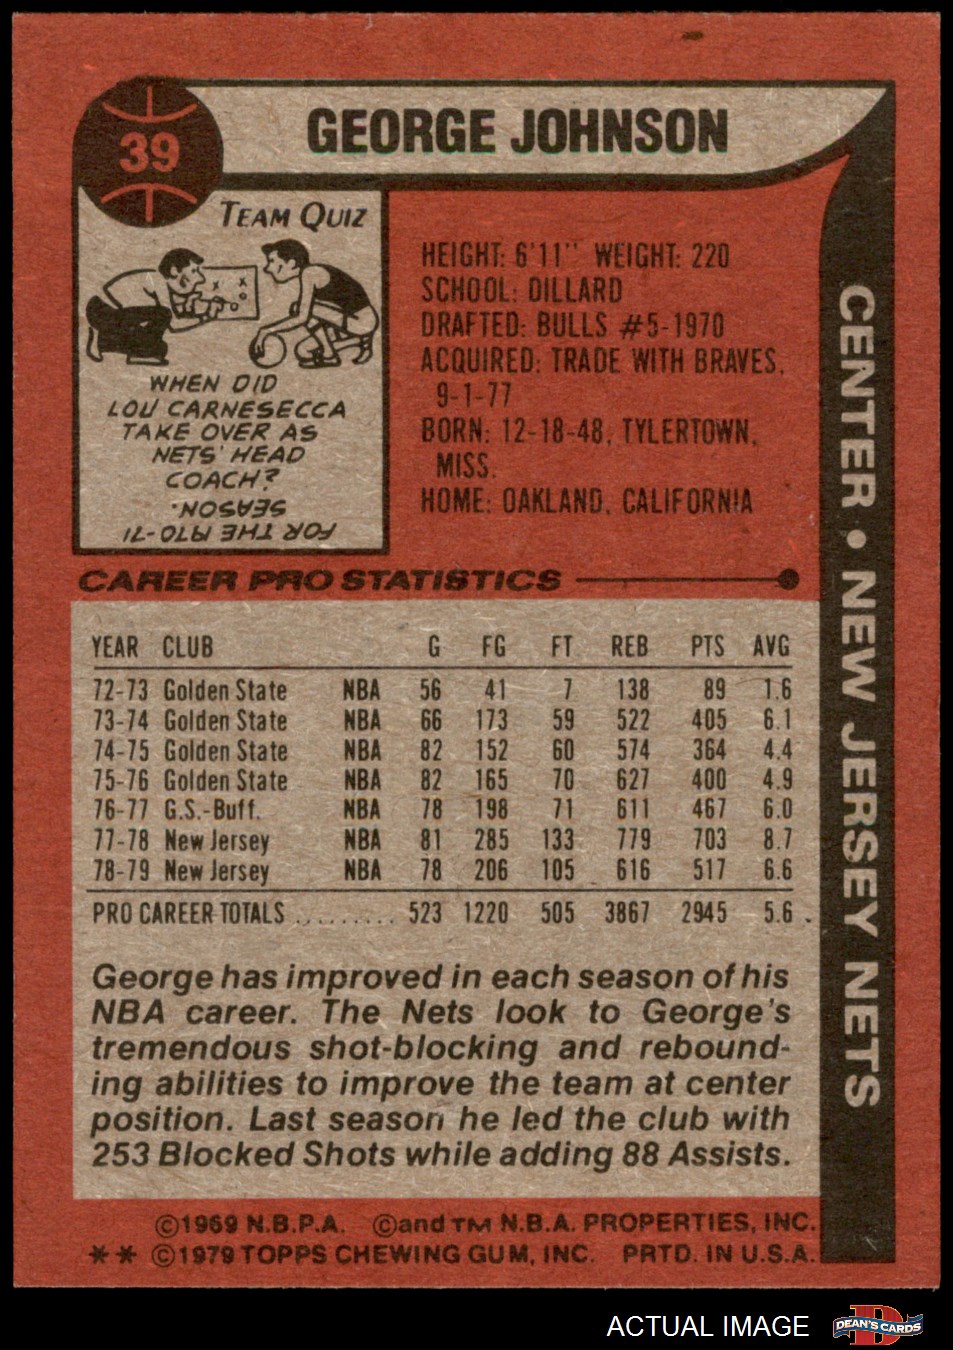 39
GEORGE JOHNSON
TEAM QUIZ
x x
WHEN DID
LOU CARNESECCA
TAKE OVER AS
NETS' HEAD
COACH?
FOR THE 1970-71
SEASON.
HEIGHT: 6'11" WEIGHT: 220
SCHOOL: DILLARD
DRAFTED: BULLS #5-1970
ACQUIRED: TRADE WITH BRAVES,
9-1-77
BORN: 12-18-48, TYLERTOWN,
MISS.
HOME: OAKLAND, CALIFORNIA
CENTER • NEW JERSEY NETS
CAREER PRO STATISTICS
YEAR CLUB G FG FT REB PTS AVG
72-73 Golden State NBA 56 41 7 138 89 1.6
73-74 Golden State NBA 66 173 59 522 405 6.1
74-75 Golden State NBA 82 152 60 574 364 4.4
75-76 Golden State NBA 82 165 70 627 400 4.9
76-77 G.S.-Buff. NBA 78 198 71 611 467 6.0
77-78 New Jersey NBA 81 285 133 779 703 8.7
78-79 New Jersey NBA 78 206 105 616 517 6.6
PRO CAREER TOTALS ......... 523 1220 505 3867 2945 5.6 .
George has improved in each season of his
NBA career. The Nets look to George's
tremendous shot-blocking and rebound-
ing abilities to improve the team at center
position. Last season he led the club with
253 Blocked Shots while adding 88 Assists.
©1969 N.B.P.A. ©and TM N.B.A. PROPERTIES, INC.
** ©1979 TOPPS CHEWING GUM, INC. PRTD. IN U.S.A.
ACTUAL IMAGE
DEAN'S CARDS